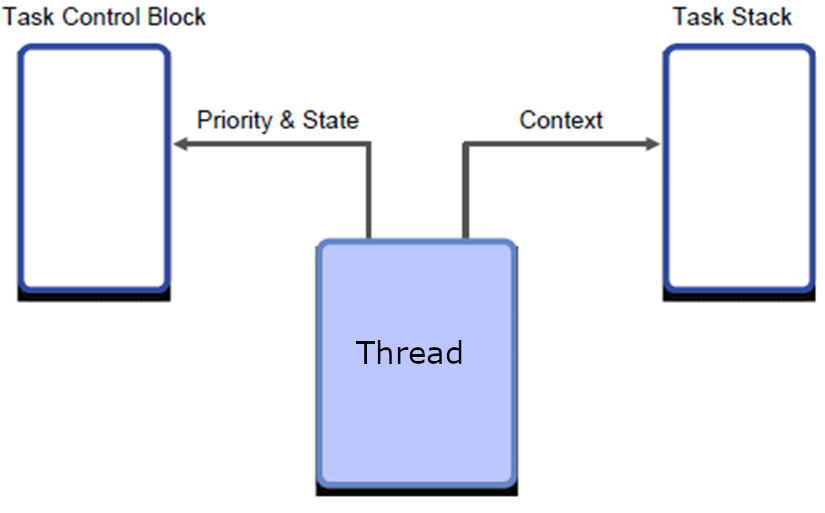 Task Control Block
Task Stack
Priority & State
Context
Thread